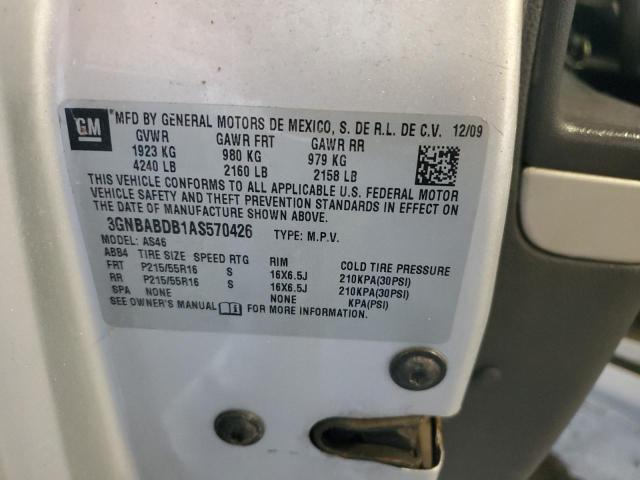 GM
MFD BY GENERAL MOTORS DE MEXICO, S. DE R.L. DE C.V. 12/09
GVWR GAWR FRT GAWR RR
1923 KG 980 KG 979 KG
4240 LB 2160 LB 2158 LB
THIS VEHICLE CONFORMS TO ALL APPLICABLE U.S. FEDERAL MOTOR
VEHICLE SAFETY AND THEFT PREVENTION STANDARDS IN EFFECT ON
THE DATE OF MANUFACTURE SHOWN ABOVE.
3GNBABDB1AS570426 TYPE: M.P.V.
MODEL: AS46
ABB4 TIRE SIZE SPEED RTG RIM COLD TIRE PRESSURE
FRT P215/55R16 S 16X6.5J 210KPA(30PSI)
RR P215/55R16 S 16X6.5J 210KPA(30PSI)
SPA NONE NONE KPA(PSI)
SEE OWNER'S MANUAL FOR MORE INFORMATION.